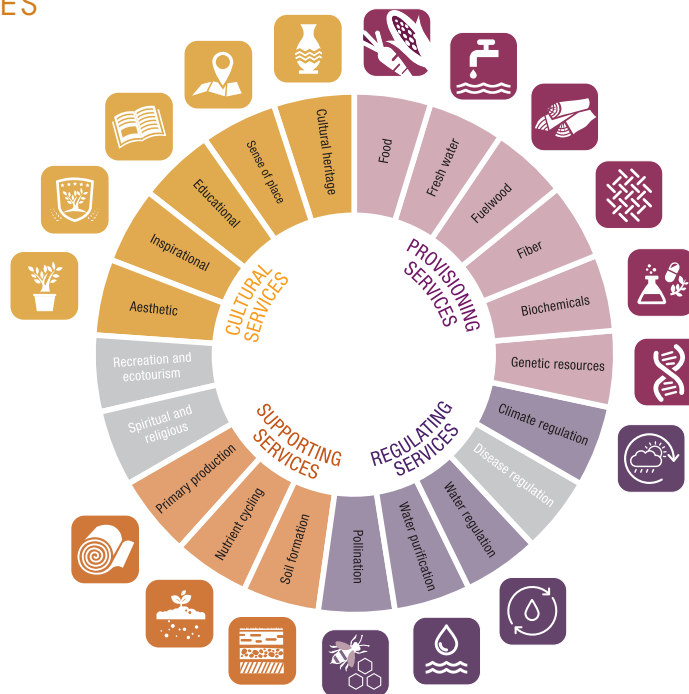 ES
Cultural heritage
Food
Sense of place
Fresh water
Educational
Fuelwood
Inspirational
Fiber
Aesthetic
Biochemicals
Recreation and
ecotourism
Genetic resources
Spiritual and
religious
Climate regulation
Primary production
Disease regulation
Nutrient cycling
Water regulation
Soil formation
Pollination
Water purification
CULTURAL
SERVICES
PROVISIONING
SERVICES
SUPPORTING
SERVICES
REGULATING
SERVICES